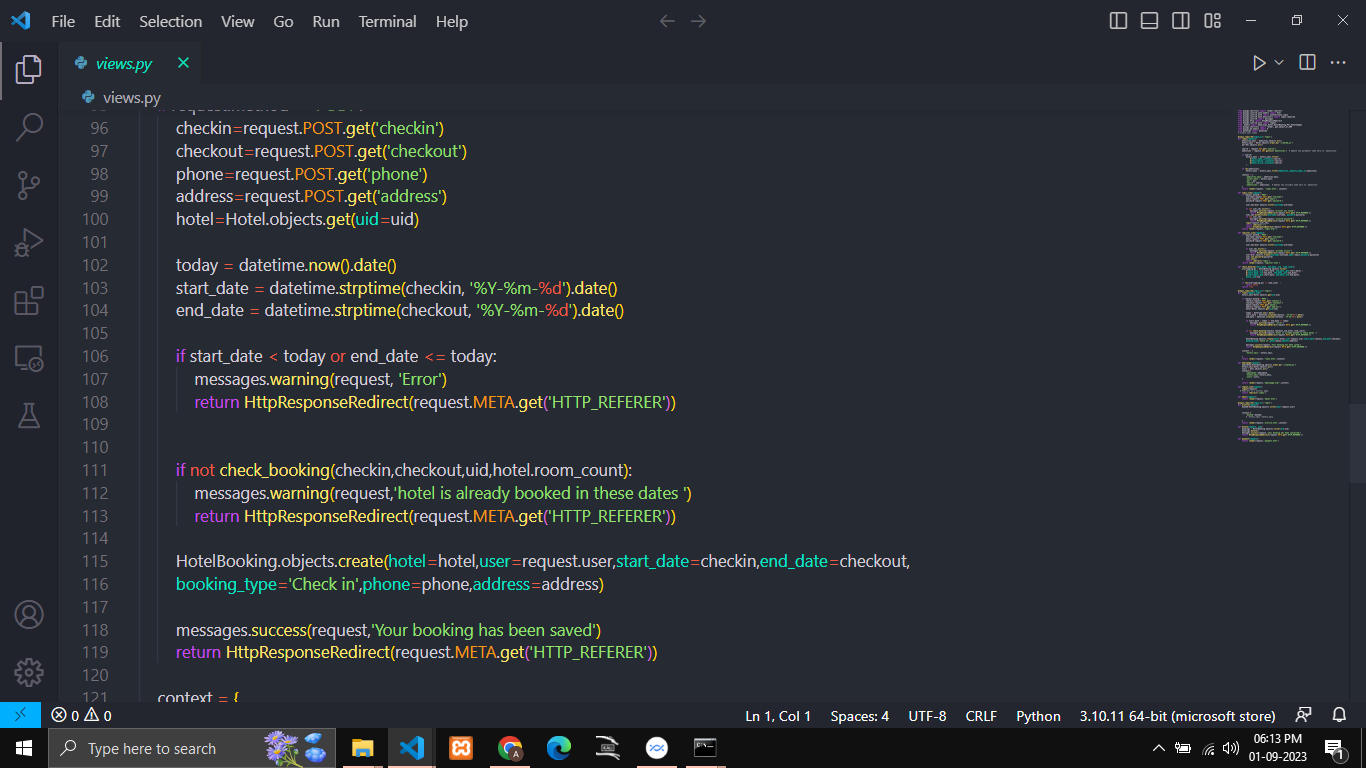 File Edit Selection View Go Run Terminal Help
views.py
views.py
96 checkin=request.POST.get('checkin')
97 checkout=request.POST.get('checkout')
98 phone=request.POST.get('phone')
99 address=request.POST.get('address')
100 hotel=Hotel.objects.get(uid=uid)
101
102 today = datetime.now().date()
103 start_date = datetime.strptime(checkin, '%Y-%m-%d').date()
104 end_date = datetime.strptime(checkout, '%Y-%m-%d').date()
105
106 if start_date < today or end_date <= today:
107 messages.warning(request, 'Error')
108 return HttpResponseRedirect(request.META.get('HTTP_REFERER'))
109
110
111 if not check_booking(checkin,checkout,uid,hotel.room_count):
112 messages.warning(request,'hotel is already booked in these dates ')
113 return HttpResponseRedirect(request.META.get('HTTP_REFERER'))
114
115 HotelBooking.objects.create(hotel=hotel,user=request.user,start_date=checkin,end_date=checkout,
116 booking_type='Check in',phone=phone,address=address)
117
118 messages.success(request,'Your booking has been saved')
119 return HttpResponseRedirect(request.META.get('HTTP_REFERER'))
120
121 context = {
0 0 Ln 1, Col 1 Spaces: 4 UTF-8 CRLF Python 3.10.11 64-bit (microsoft store)
Type here to search
06:13 PM
01-09-2023
1